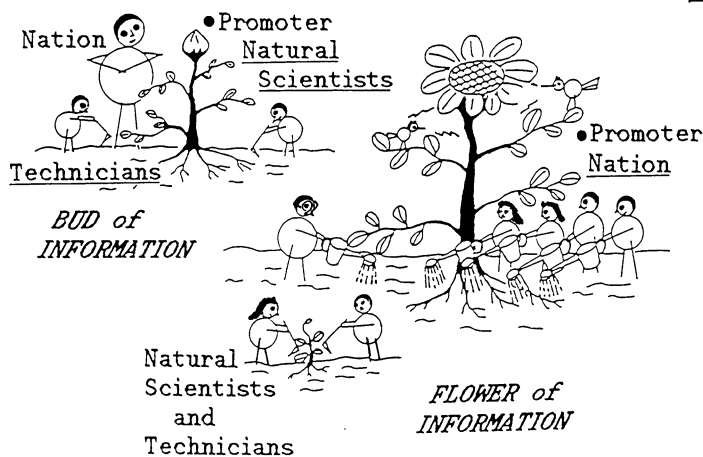 Nation
●Promoter
Natural
Scientists
Technicians
BUD of
INFORMATION
●Promoter
Nation
Natural
Scientists
and
Technicians
FLOWER of
INFORMATION